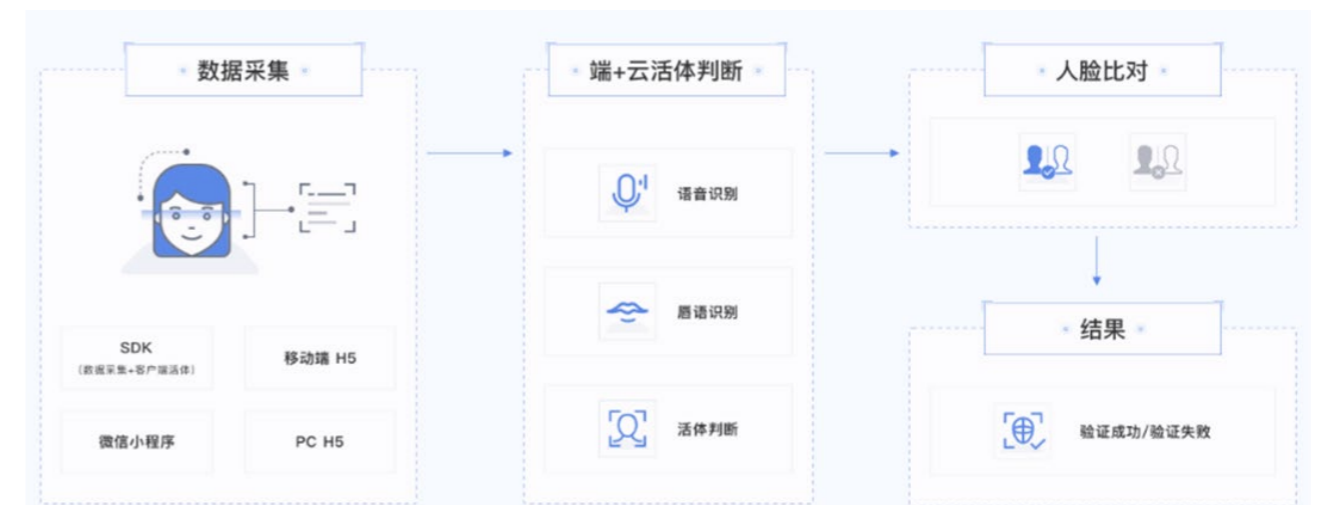 数据采集
SDK
(数据采集+客户端活体)
移动端 H5
微信小程序
PC H5
端+云活体判断
语音识别
唇语识别
活体判断
人脸比对
结果
验证成功/验证失败